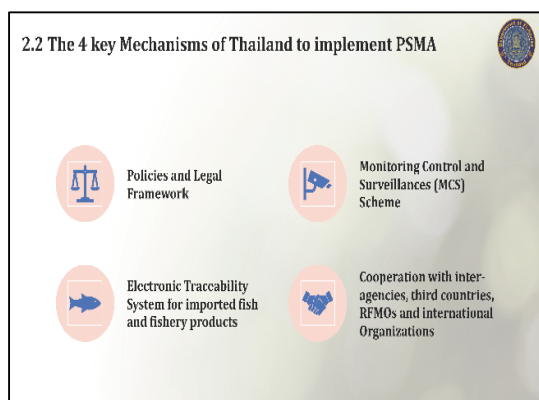 2.2 The 4 key Mechanisms of Thailand to implement PSMA
Policies and Legal
Framework
Monitoring Control and
Surveillances (MCS)
Scheme
Electronic Traceability
System for imported fish
and fishery products
Cooperation with inter-
agencies, third countries,
RFMOs and international
Organizations